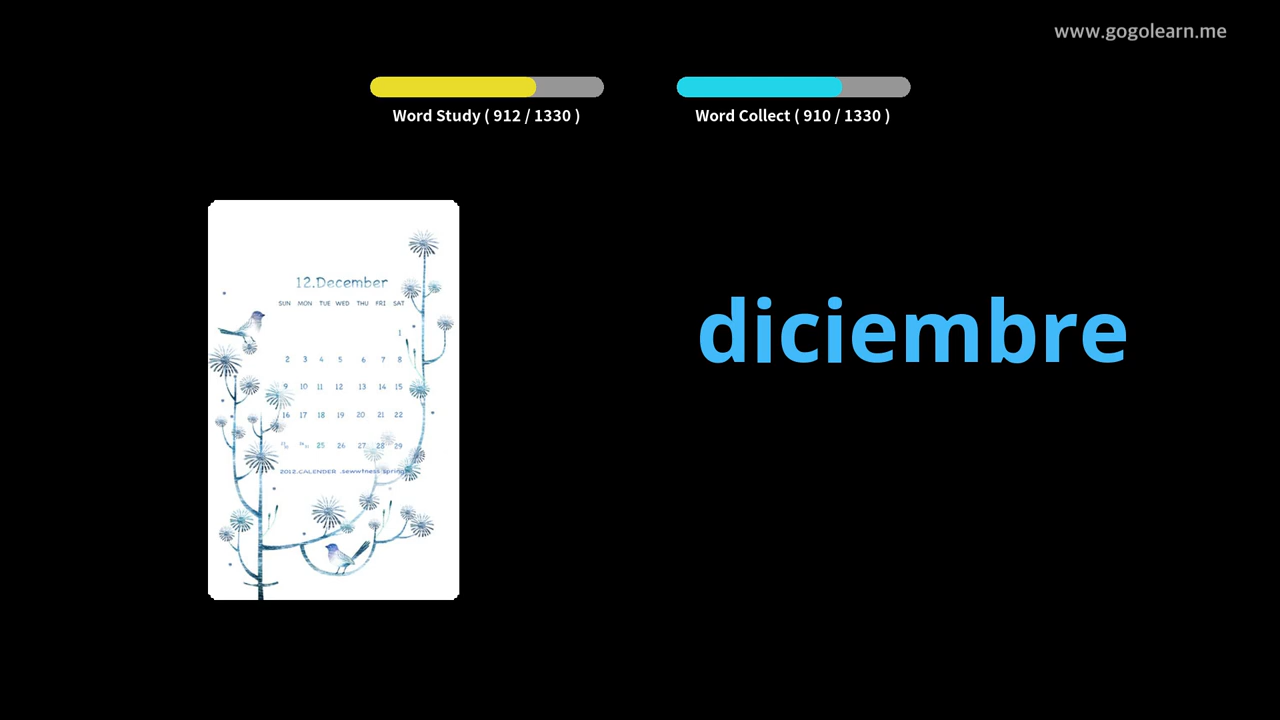 www.gogolearn.me
Word Study ( 912 / 1330 )
Word Collect ( 910 / 1330 )
12.December
SUN MON TUE WED THU FRI SAT
1
2 3 4 5 6 7 8
9 10 11 12 13 14 15
16 17 18 19 20 21 22
25 26 27 28 29
2012.CALENDER .sewwtness spring
diciembre